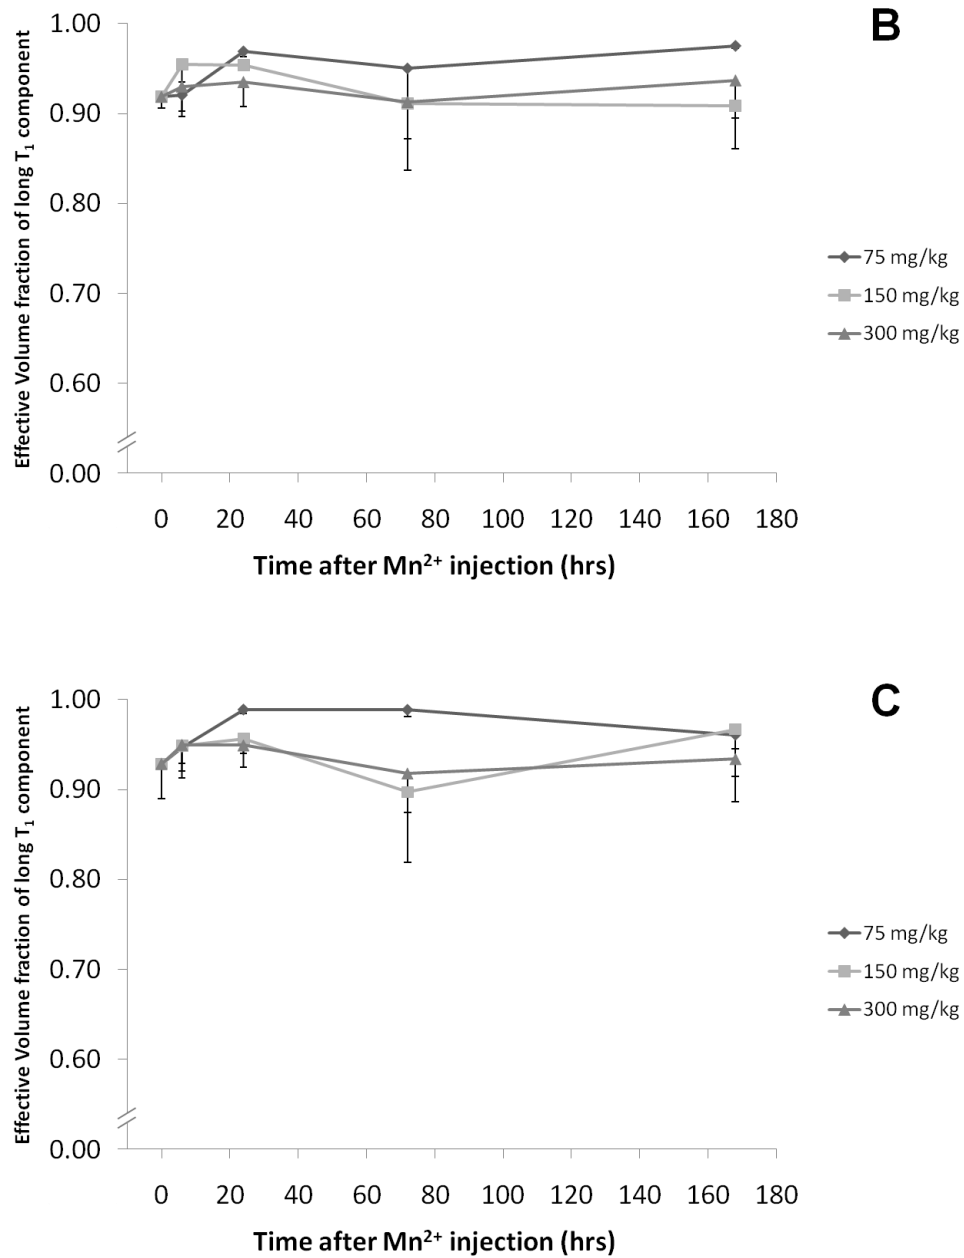 B
Effective Volume fraction of long T₁ component
1.00
0.90
0.80
0.70
0.60
0.00
0 20 40 60 80 100 120 140 160 180
Time after Mn²⁺ injection (hrs)
75 mg/kg
150 mg/kg
300 mg/kg
C
Effective Volume fraction of long T₁ component
1.00
0.90
0.80
0.70
0.60
0.00
0 20 40 60 80 100 120 140 160 180
Time after Mn²⁺ injection (hrs)
75 mg/kg
150 mg/kg
300 mg/kg